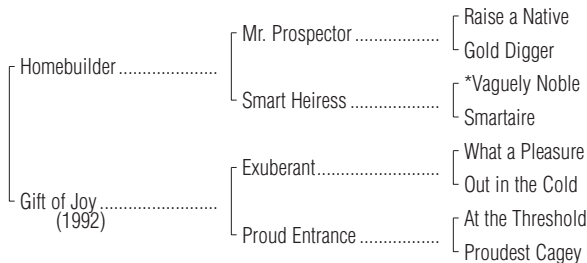 Raise a Native
Mr. Prospector ..................
Gold Digger
Homebuilder .....................
*Vaguely Noble
Smart Heiress ...................
Smartaire
What a Pleasure
Exuberant..........................
Out in the Cold
Gift of Joy .........................
(1992)
At the Threshold
Proud Entrance .................
Proudest Cagey